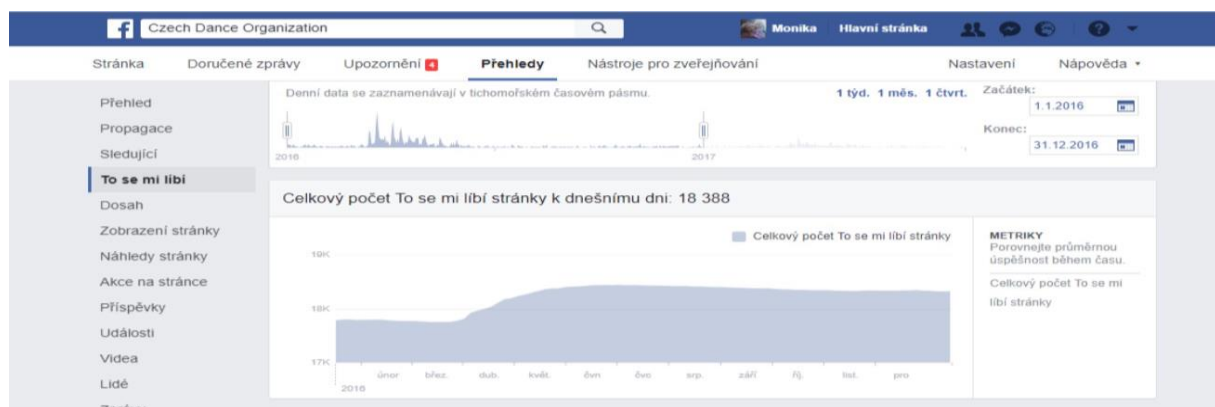 Czech Dance Organization
Monika Hlavní stránka
Stránka Doručené zprávy Upozornění 4 Přehledy Nástroje pro zveřejňování Nastavení Nápověda
Přehled
Propagace
Sledující
To se mi líbí
Dosah
Zobrazení stránky
Náhledy stránky
Akce na stránce
Příspěvky
Události
Videa
Lidé
Denní data se zaznamenávají v tichomořském časovém pásmu.
1 týd. 1 měs. 1 čtvrt.
Začátek:
1.1.2016
Konec:
31.12.2016
2016 2017
Celkový počet To se mi líbí stránky k dnešnímu dni: 18 388
Celkový počet To se mi líbí stránky
19K
18K
17K
únor břez. dub. květ. čvn čvc srp. září říj. list. pro
2016
METRIKY
Porovnejte průměrnou
úspěšnost během času.
Celkový počet To se mi
líbí stránky